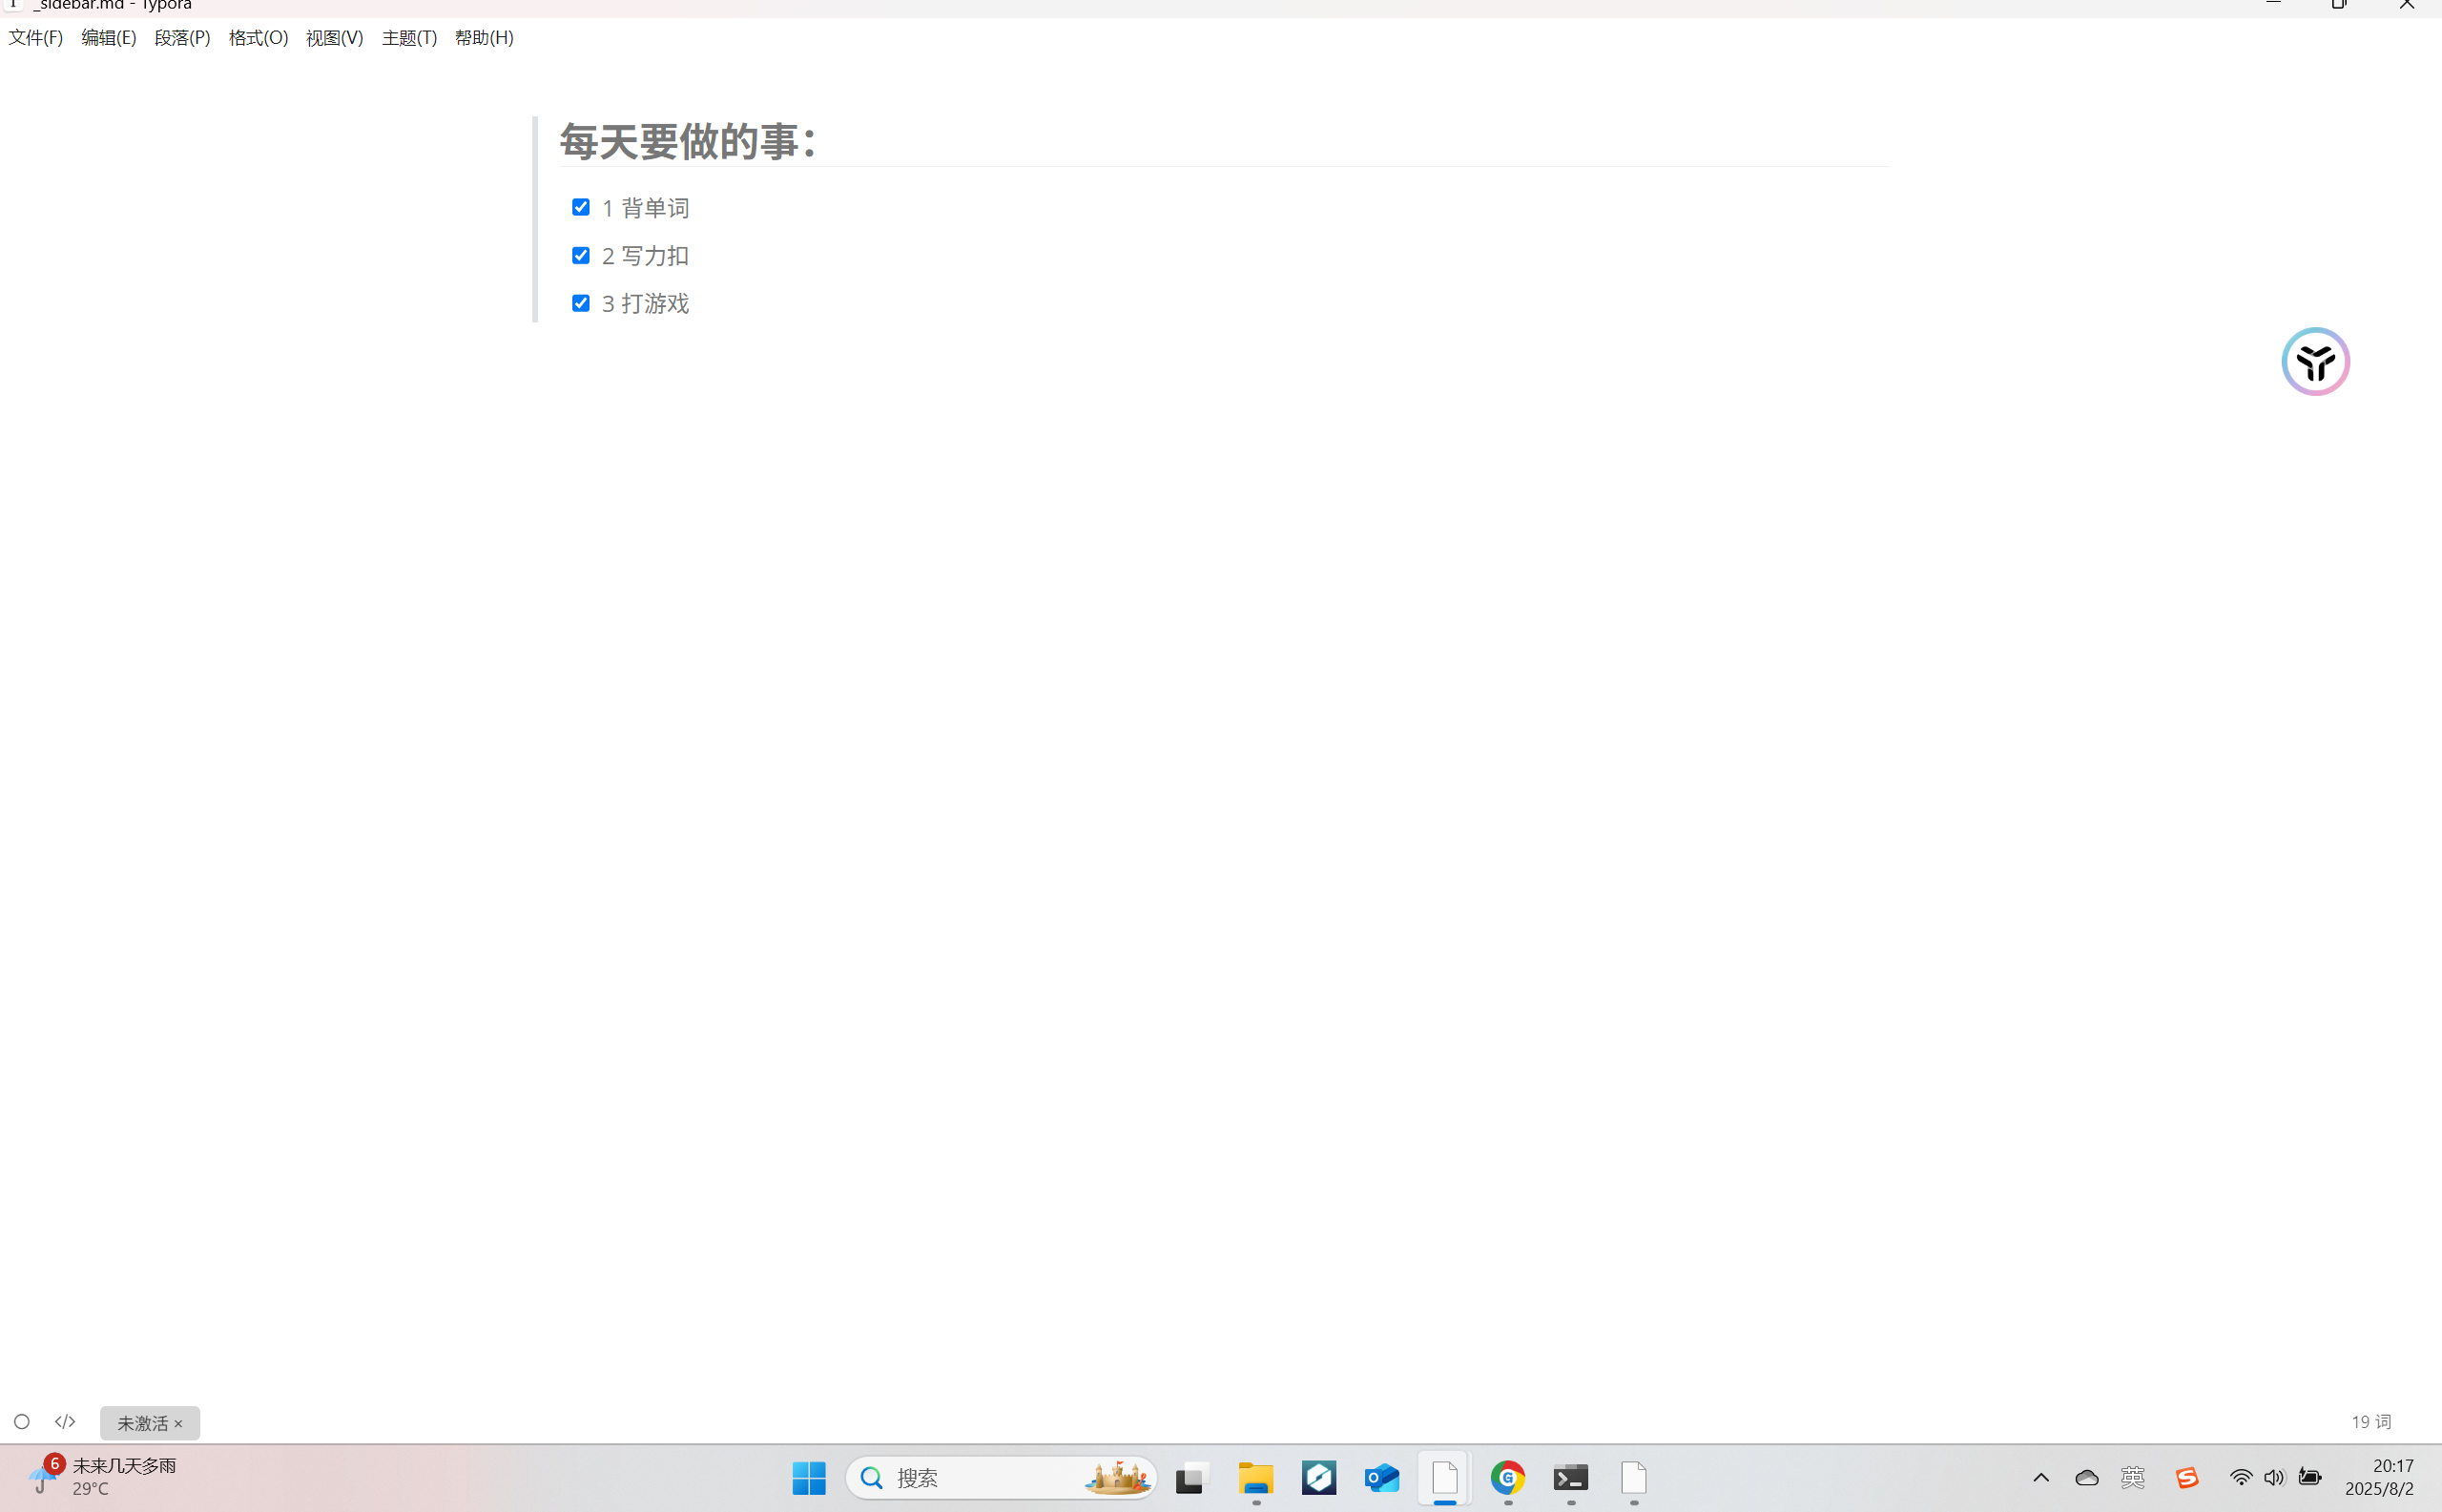 _sidebar.md - Typora
文件(F) 编辑(E) 段落(P) 格式(O) 视图(V) 主题(T) 帮助(H)
每天要做的事：
1 背单词
2 写力扣
3 打游戏
</> 未激活 × 19 词
6 未来几天多雨
29°C
搜索
英
20:17
2025/8/2